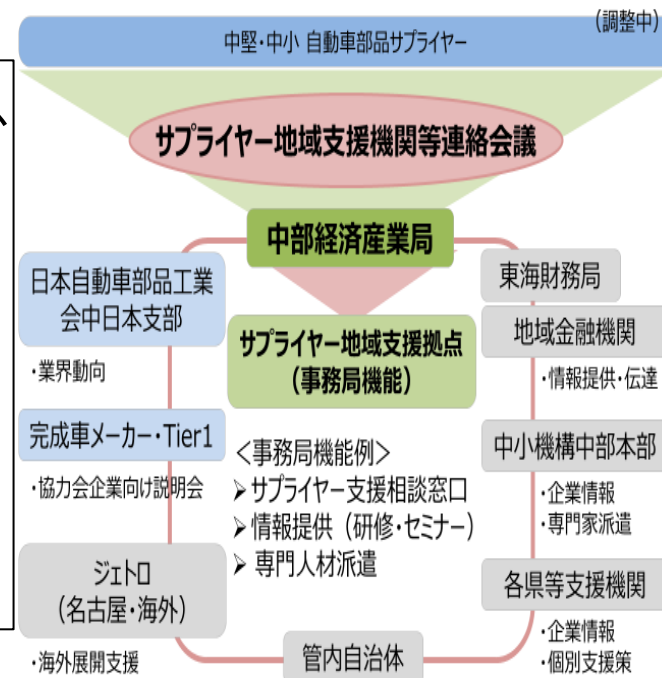 （調整中）
中堅・中小 自動車部品サプライヤー
サプライヤー地域支援機関等連絡会議
中部経済産業局
日本自動車部品工業
会中日本支部
・業界動向
完成車メーカー・Tier1
・協力会企業向け説明会
ジェトロ
（名古屋・海外）
・海外展開支援
サプライヤー地域支援拠点
（事務局機能）
＜事務局機能例＞
➢サプライヤー支援相談窓口
➢情報提供（研修・セミナー）
➢専門人材派遣
管内自治体
東海財務局
地域金融機関
・情報提供・伝達
中小機構中部本部
・企業情報
・専門家派遣
各県等支援機関
・企業情報
・個別支援策